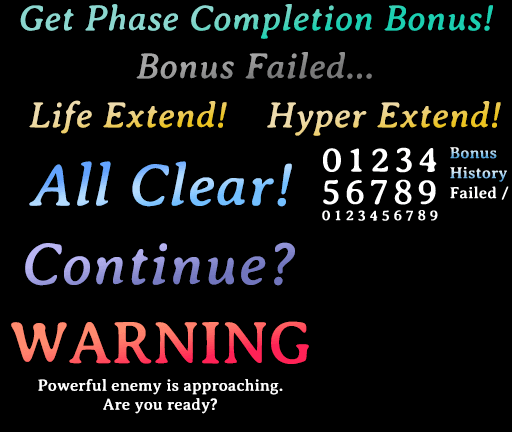 Get Phase Completion Bonus!
Bonus Failed...
Life Extend!
Hyper Extend!
All Clear!
01234
56789
0123456789
Bonus
History
Failed /
Continue?
WARNING
Powerful enemy is approaching.
Are you ready?